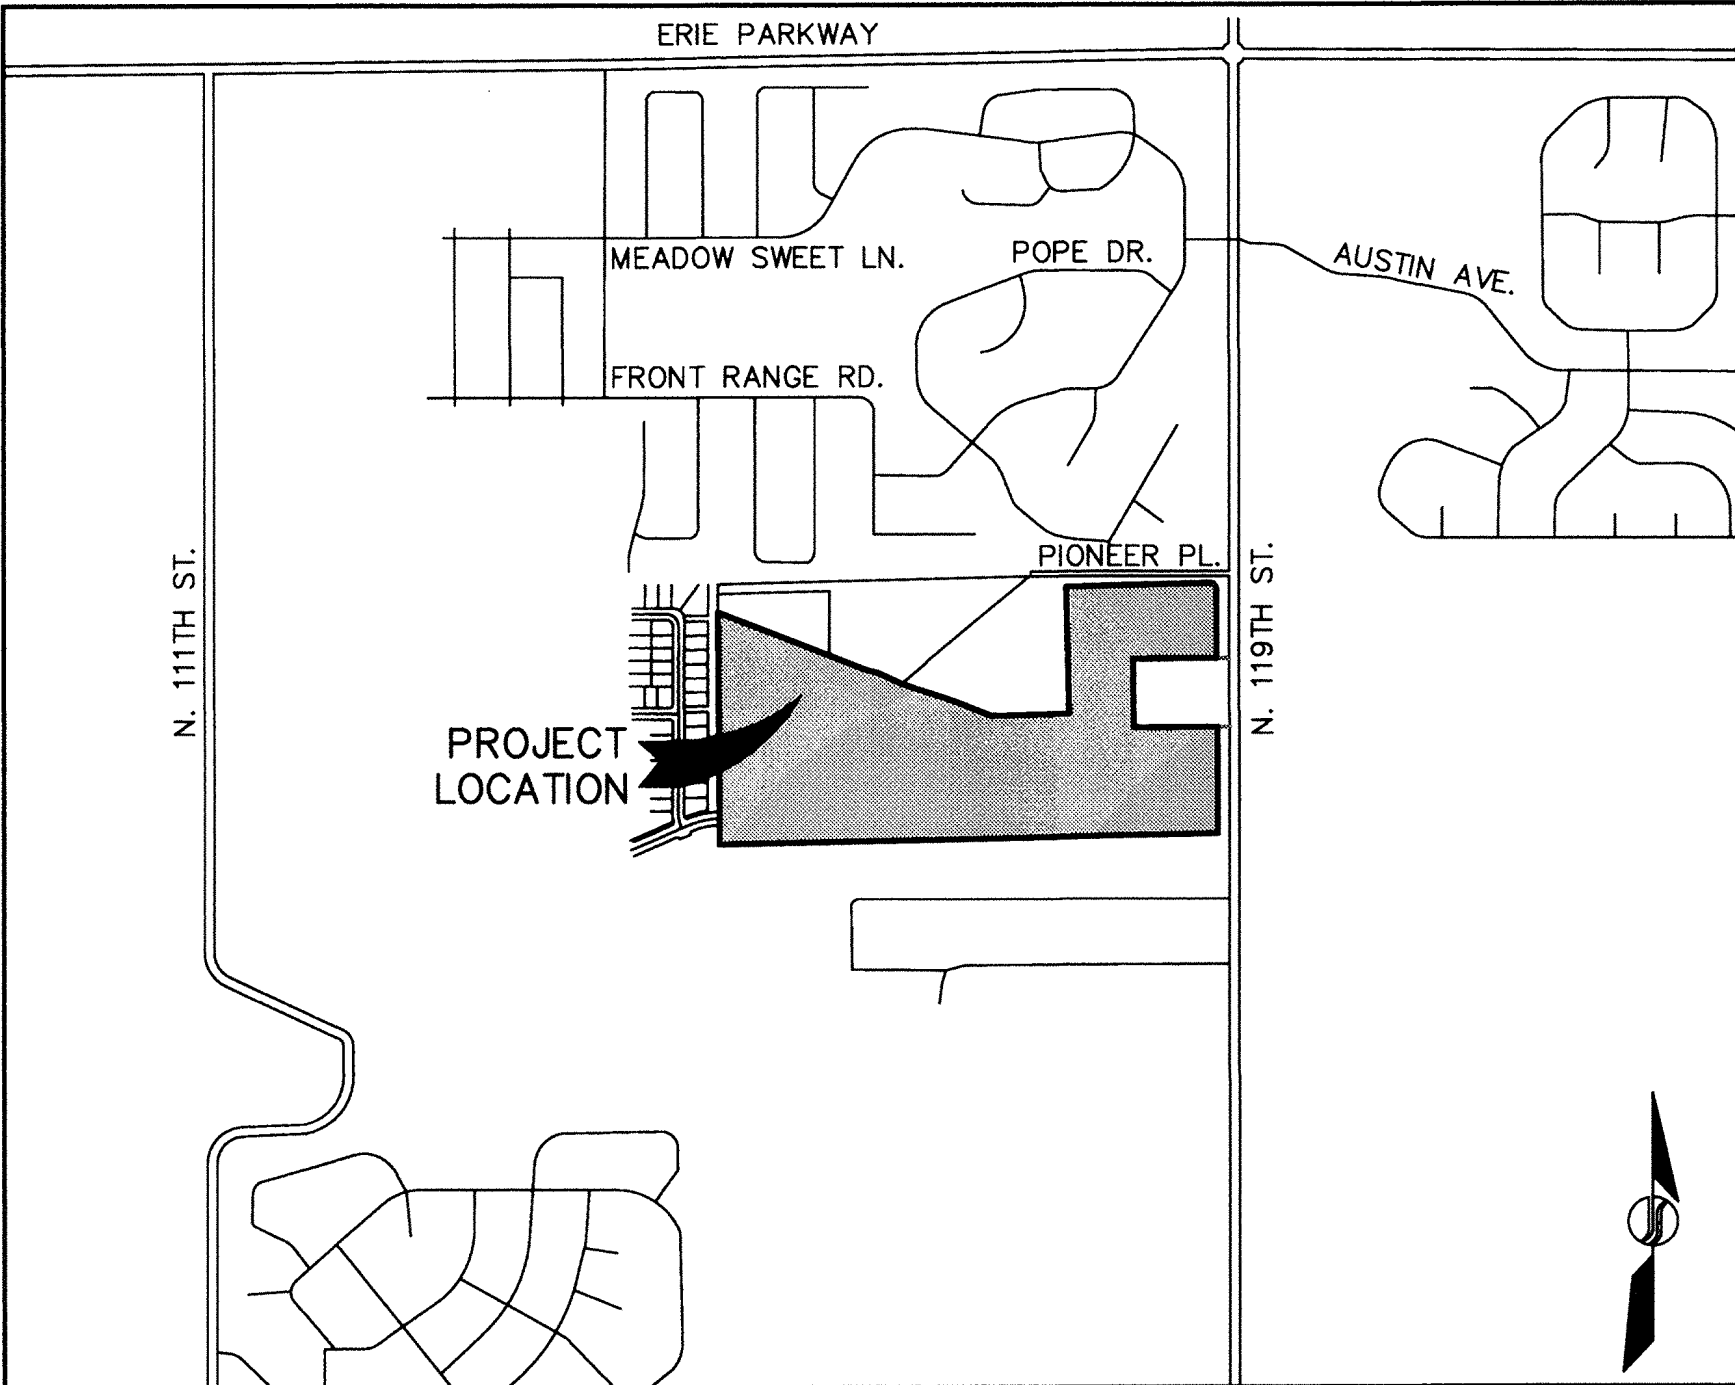 ERIE PARKWAY
MEADOW SWEET LN.
POPE DR.
AUSTIN AVE.
FRONT RANGE RD.
PIONEER PL.
N. 111TH ST.
N. 119TH ST.
PROJECT
LOCATION